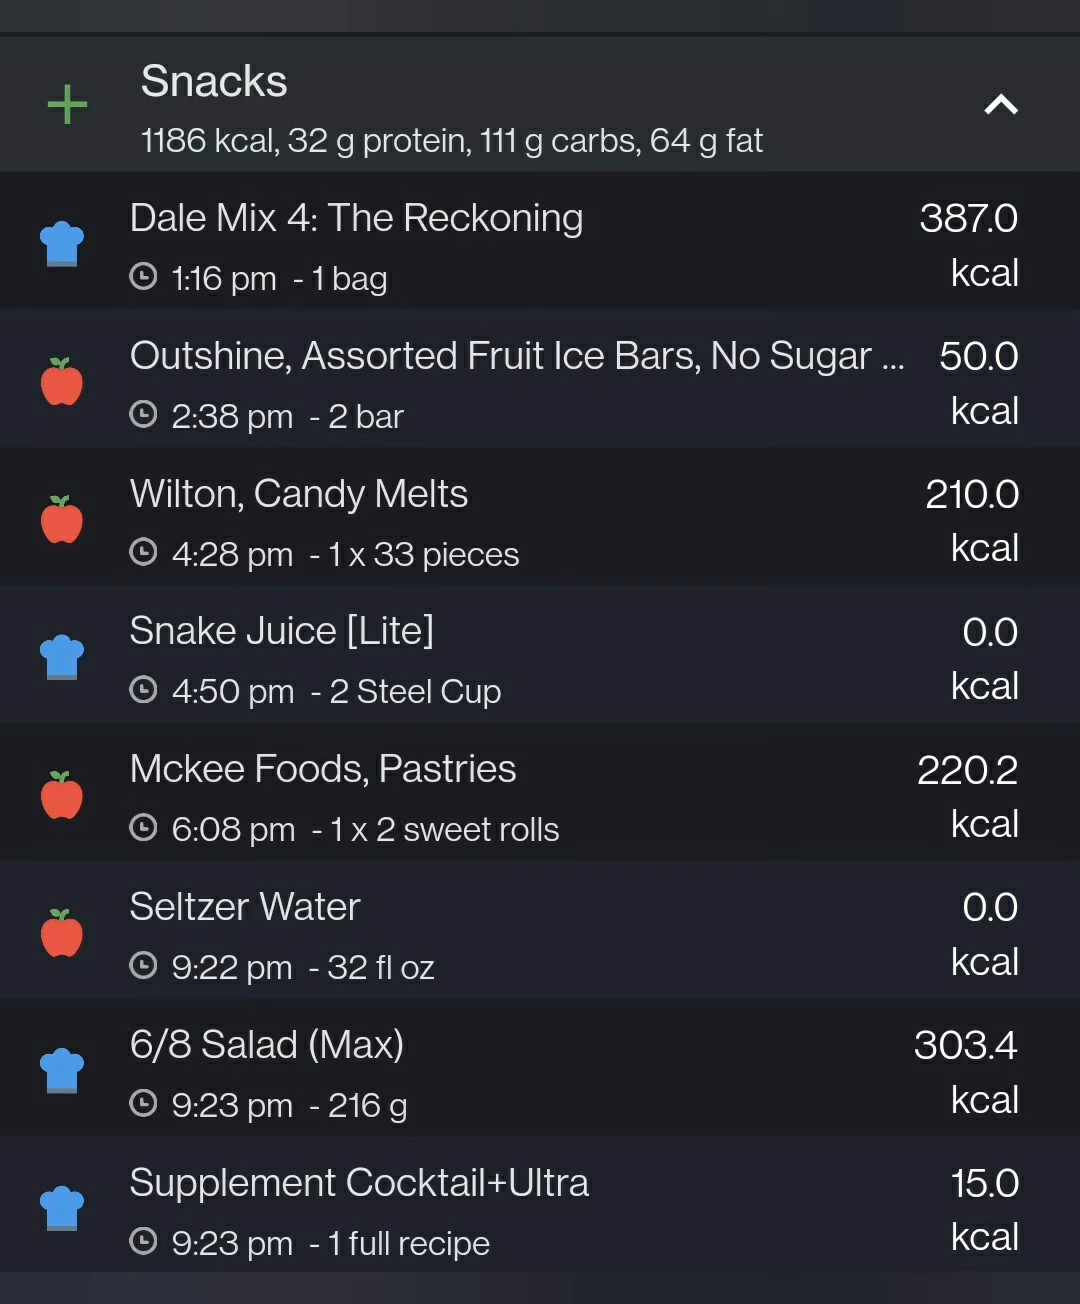 Snacks
1186 kcal, 32 g protein, 111 g carbs, 64 g fat
Dale Mix 4: The Reckoning
387.0
1:16 pm - 1 bag
kcal
Outshine, Assorted Fruit Ice Bars, No Sugar ...
50.0
2:38 pm - 2 bar
kcal
Wilton, Candy Melts
210.0
4:28 pm - 1 x 33 pieces
kcal
Snake Juice [Lite]
0.0
4:50 pm - 2 Steel Cup
kcal
Mckee Foods, Pastries
220.2
6:08 pm - 1 x 2 sweet rolls
kcal
Seltzer Water
0.0
9:22 pm - 32 fl oz
kcal
6/8 Salad (Max)
303.4
9:23 pm - 216 g
kcal
Supplement Cocktail+Ultra
15.0
9:23 pm - 1 full recipe
kcal